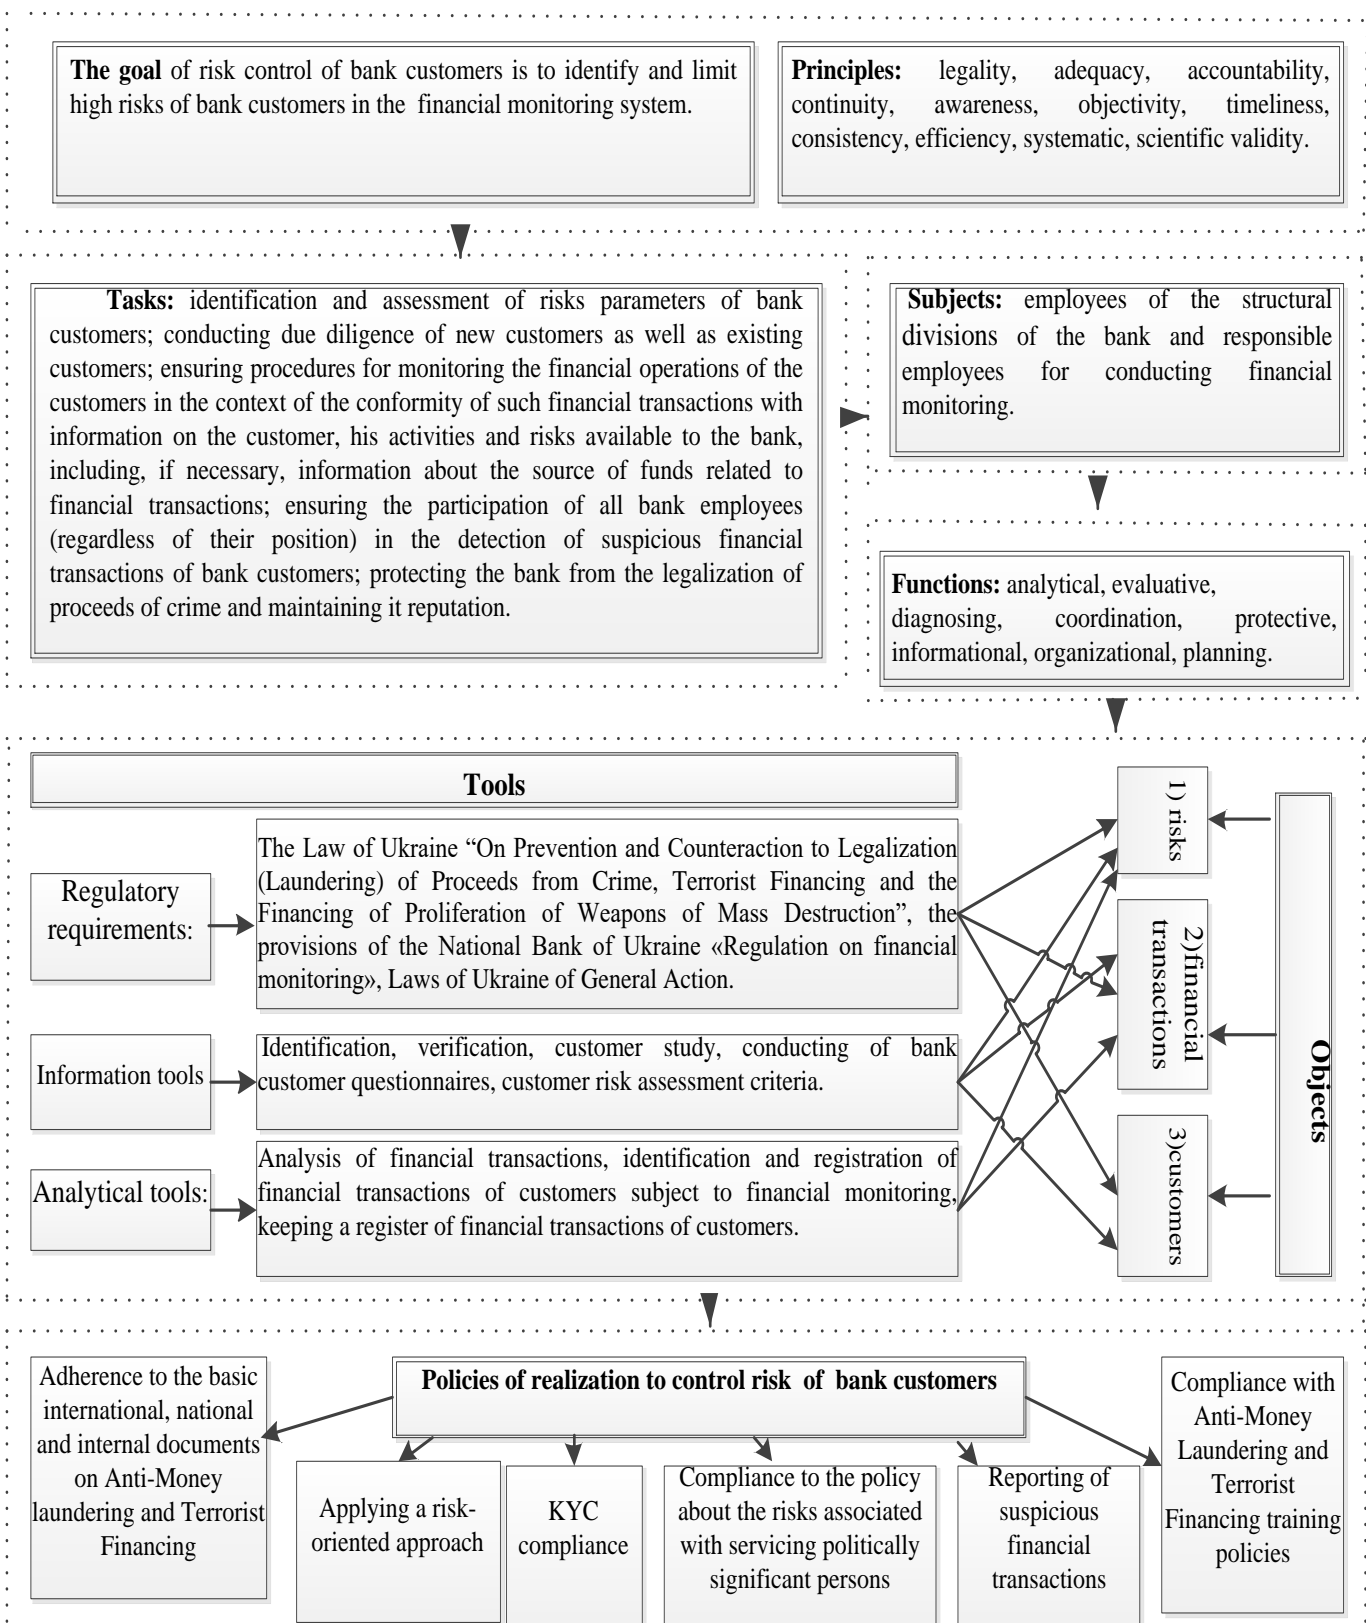 The goal of risk control of bank customers is to identify and limit
high risks of bank customers in the financial monitoring system.
Principles: legality, adequacy, accountability,
continuity, awareness, objectivity, timeliness,
consistency, efficiency, systematic, scientific validity.
Tasks: identification and assessment of risks parameters of bank
customers; conducting due diligence of new customers as well as existing
customers; ensuring procedures for monitoring the financial operations of the
customers in the context of the conformity of such financial transactions with
information on the customer, his activities and risks available to the bank,
including, if necessary, information about the source of funds related to
financial transactions; ensuring the participation of all bank employees
(regardless of their position) in the detection of suspicious financial
transactions of bank customers; protecting the bank from the legalization of
proceeds of crime and maintaining it reputation.
Subjects: employees of the structural
divisions of the bank and responsible
employees for conducting financial
monitoring.
Functions: analytical, evaluative,
diagnosing, coordination, protective,
informational, organizational, planning.
Tools
Regulatory
requirements:
The Law of Ukraine “On Prevention and Counteraction to Legalization
(Laundering) of Proceeds from Crime, Terrorist Financing and the
Financing of Proliferation of Weapons of Mass Destruction”, the
provisions of the National Bank of Ukraine «Regulation on financial
monitoring», Laws of Ukraine of General Action.
Information tools
Identification, verification, customer study, conducting of bank
customer questionnaires, customer risk assessment criteria.
Analytical tools:
Analysis of financial transactions, identification and registration of
financial transactions of customers subject to financial monitoring,
keeping a register of financial transactions of customers.
1) risks
2)financial
transactions
3)customers
Objects
Policies of realization to control risk of bank customers
Adherence to the basic
international, national
and internal documents
on Anti-Money
laundering and Terrorist
Financing
Applying a risk-
oriented approach
KYC
compliance
Compliance to the policy
about the risks associated
with servicing politically
significant persons
Reporting of
suspicious
financial
transactions
Compliance with
Anti-Money
Laundering and
Terrorist
Financing training
policies